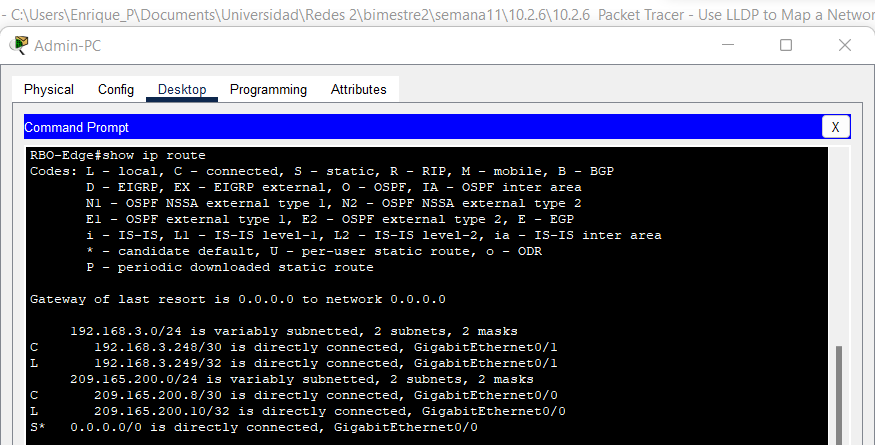 - C:\Users\Enrique_P\Documents\Universidad\Redes 2\bimestre2\semana11\10.2.6\10.2.6 Packet Tracer - Use LLDP to Map a Networ
Admin-PC
Physical Config Desktop Programming Attributes
Command Prompt X
RBO-Edge#show ip route
Codes: L - local, C - connected, S - static, R - RIP, M - mobile, B - BGP
D - EIGRP, EX - EIGRP external, O - OSPF, IA - OSPF inter area
N1 - OSPF NSSA external type 1, N2 - OSPF NSSA external type 2
E1 - OSPF external type 1, E2 - OSPF external type 2, E - EGP
i - IS-IS, L1 - IS-IS level-1, L2 - IS-IS level-2, ia - IS-IS inter area
* - candidate default, U - per-user static route, o - ODR
P - periodic downloaded static route
Gateway of last resort is 0.0.0.0 to network 0.0.0.0
192.168.3.0/24 is variably subnetted, 2 subnets, 2 masks
C 192.168.3.248/30 is directly connected, GigabitEthernet0/1
L 192.168.3.249/32 is directly connected, GigabitEthernet0/1
209.165.200.0/24 is variably subnetted, 2 subnets, 2 masks
C 209.165.200.8/30 is directly connected, GigabitEthernet0/0
L 209.165.200.10/32 is directly connected, GigabitEthernet0/0
S* 0.0.0.0/0 is directly connected, GigabitEthernet0/0